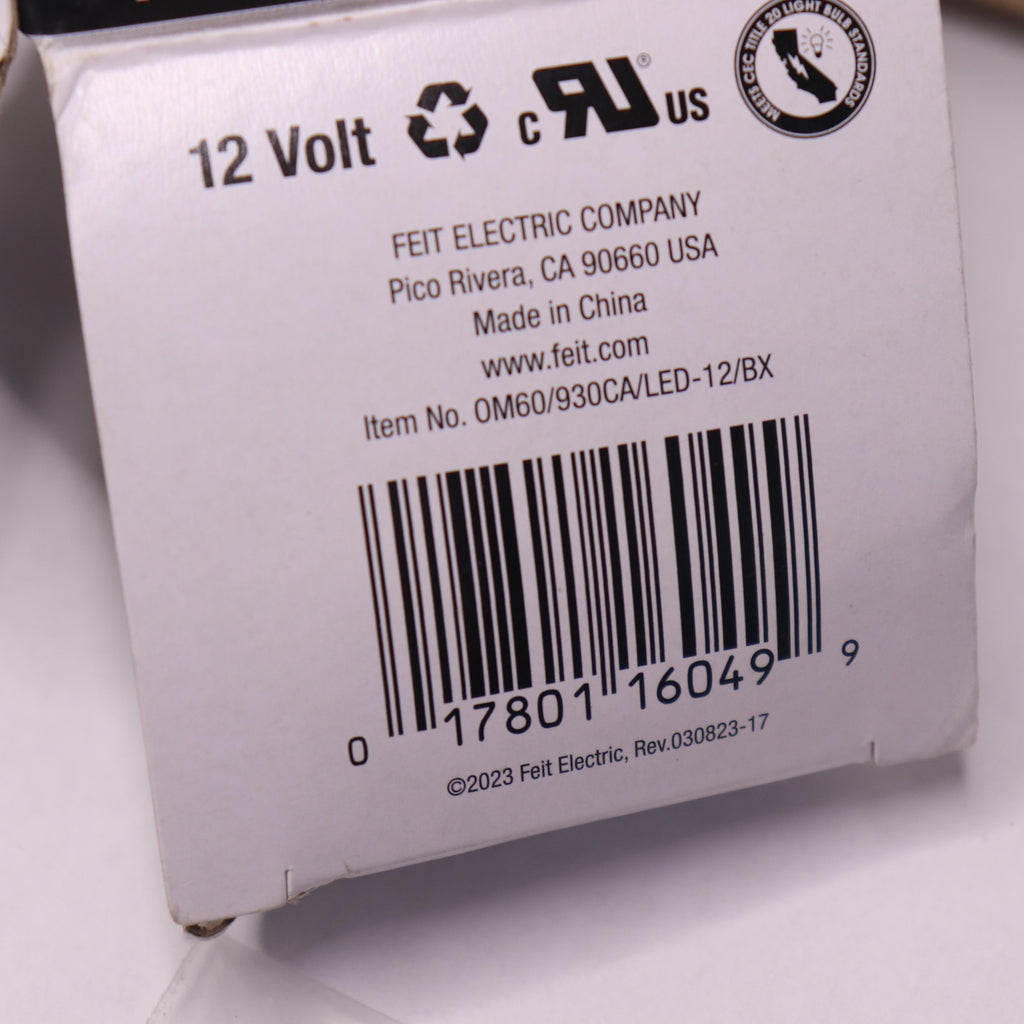 MEETS CEC TITLE 20 LIGHT BULB STANDARDS
12 Volt c RU® US
FEIT ELECTRIC COMPANY
Pico Rivera, CA 90660 USA
Made in China
www.feit.com
Item No. OM60/930CA/LED-12/BX
0 17801 16049 9
©2023 Feit Electric, Rev.030823-17